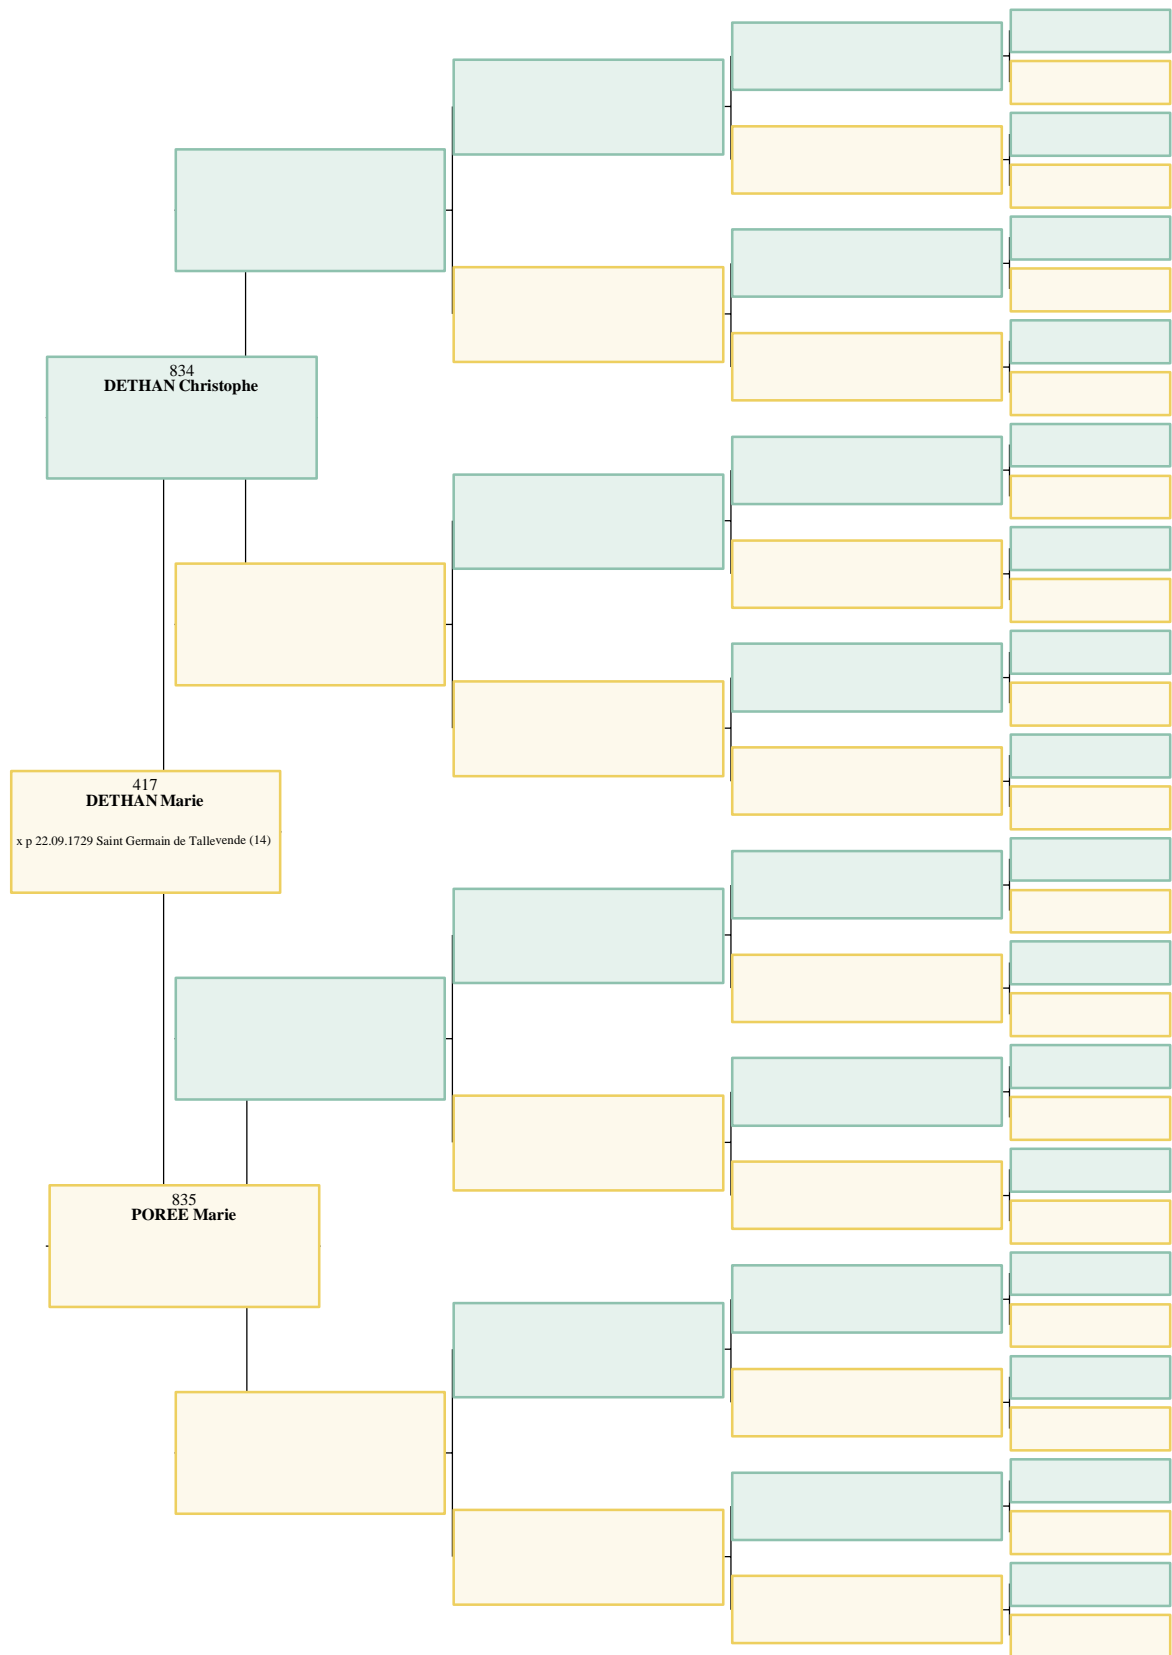 834
DETHAN Christophe
417
DETHAN Marie
x p 22.09.1729 Saint Germain de Tallevende (14)
835
POREE Marie